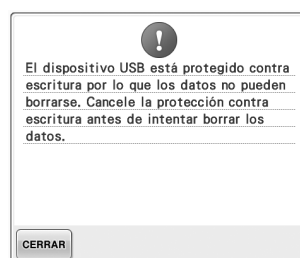 !
El dispositivo USB está protegido contra
escritura por lo que los datos no pueden
borrarse. Cancele la protección contra
escritura antes de intentar borrar los
datos.
CERRAR